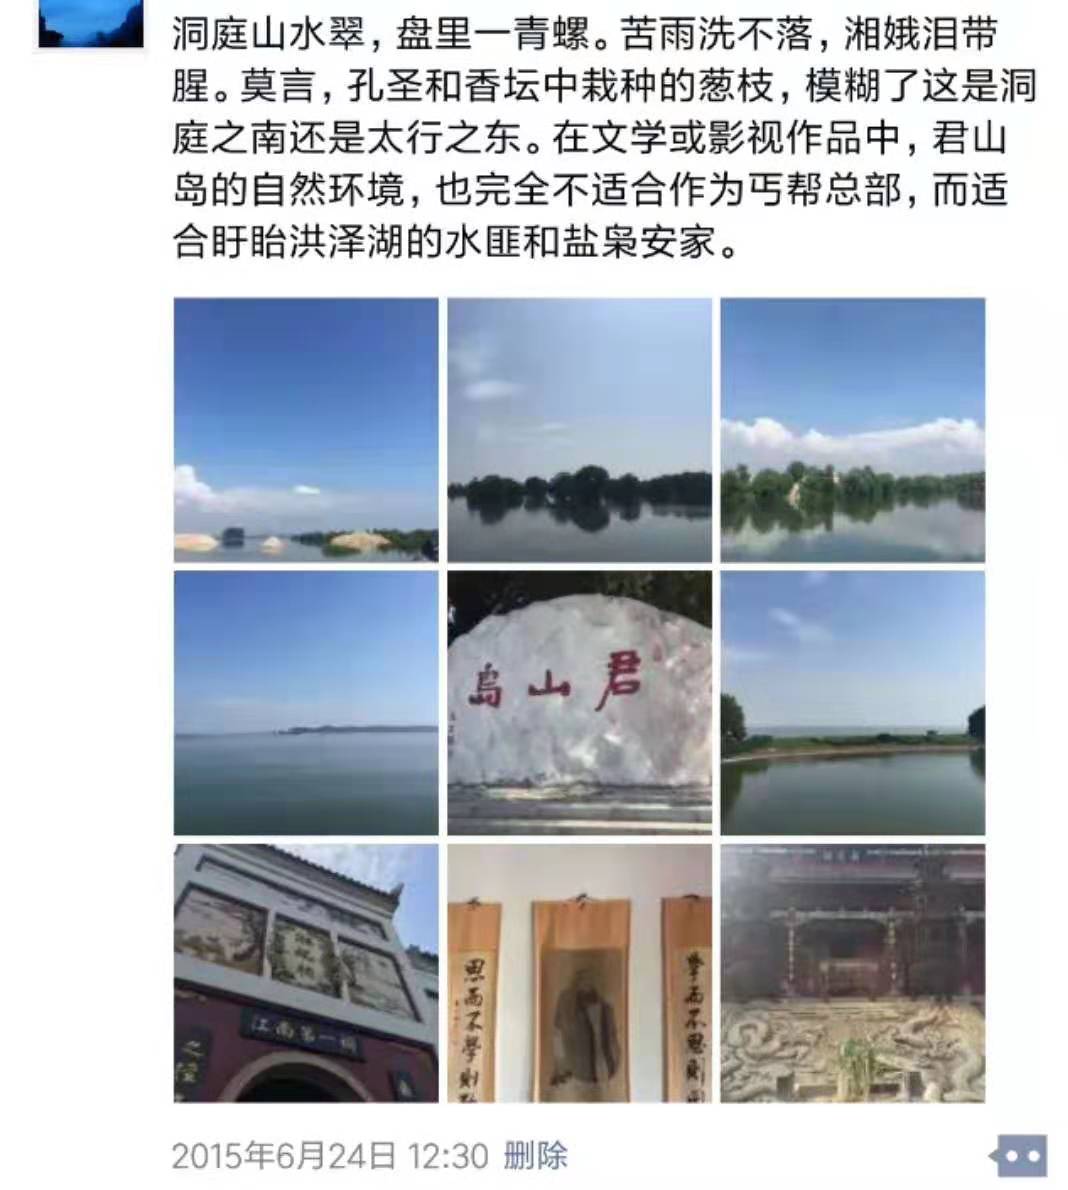 洞庭山水翠，盘里一青螺。苦雨洗不落，湘娥泪带
腥。莫言，孔圣和香坛中栽种的葱枝，模糊了这是洞
庭之南还是太行之东。在文学或影视作品中，君山
岛的自然环境，也完全不适合作为丐帮总部，而适
合盱眙洪泽湖的水匪和盐枭安家。
島山君
江南第一祠
思而不學則
學而不思則
2015年6月24日 12:30 删除